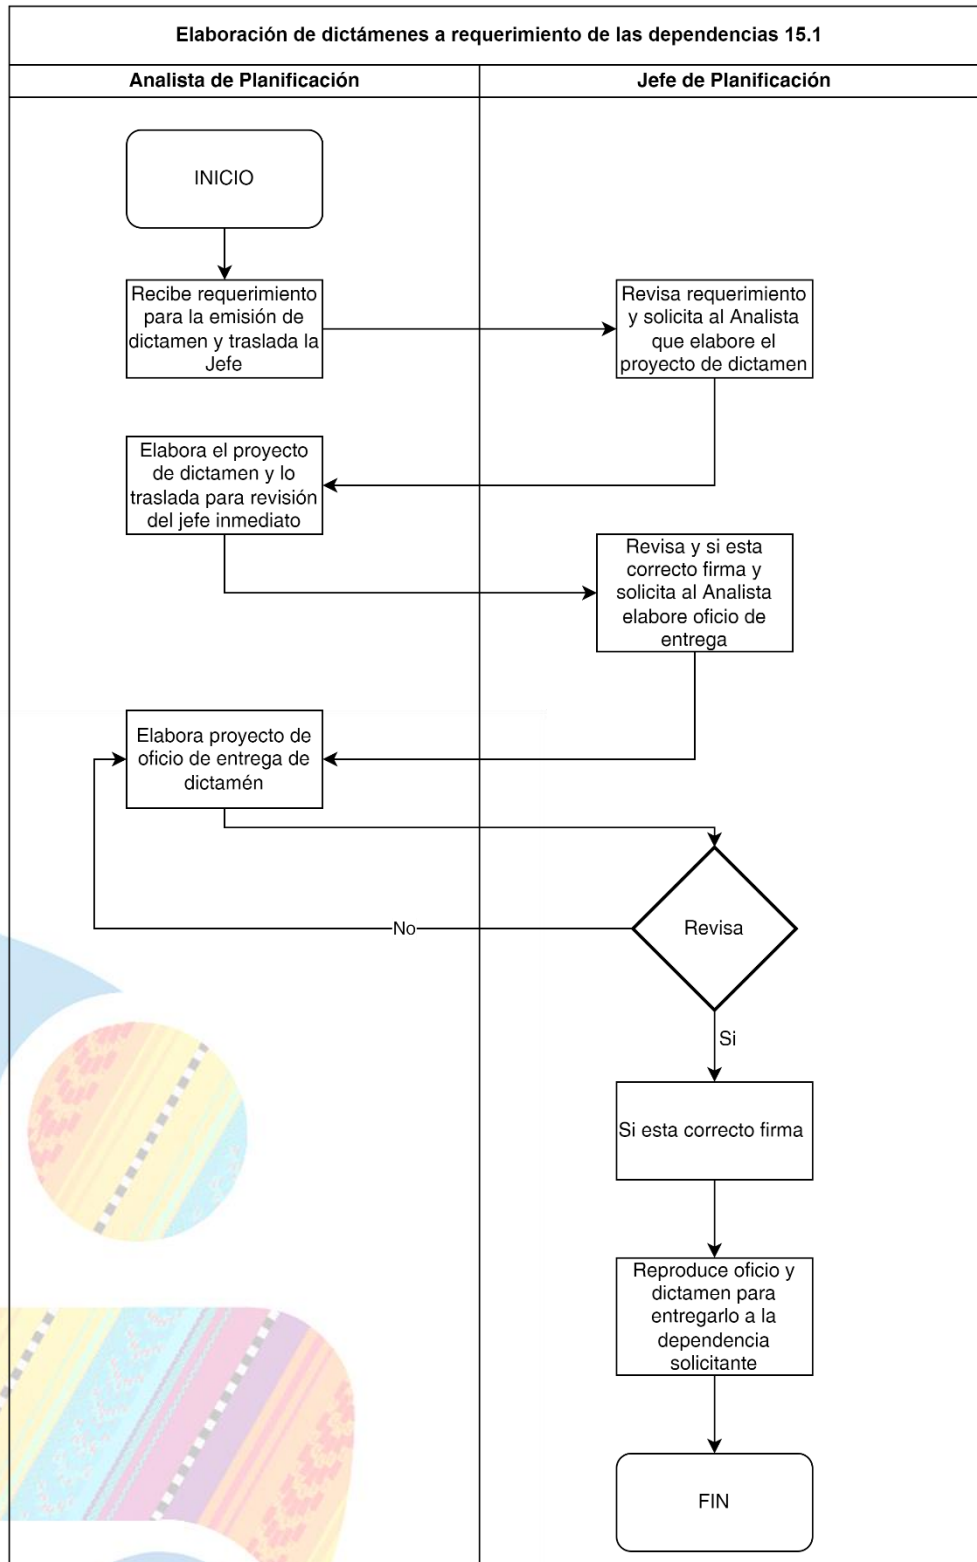 Elaboración de dictámenes a requerimiento de las dependencias 15.1
Analista de Planificación
Jefe de Planificación
INICIO
Recibe requerimiento
para la emisión de
dictamen y traslada la
Jefe
Revisa requerimiento
y solicita al Analista
que elabore el
proyecto de dictamen
Elabora el proyecto
de dictamen y lo
traslada para revisión
del jefe inmediato
Revisa y si esta
correcto firma y
solicita al Analista
elabore oficio de
entrega
Elabora proyecto de
oficio de entrega de
dictamén
Revisa
No
Si
Si esta correcto firma
Reproduce oficio y
dictamen para
entregarlo a la
dependencia
solicitante
FIN